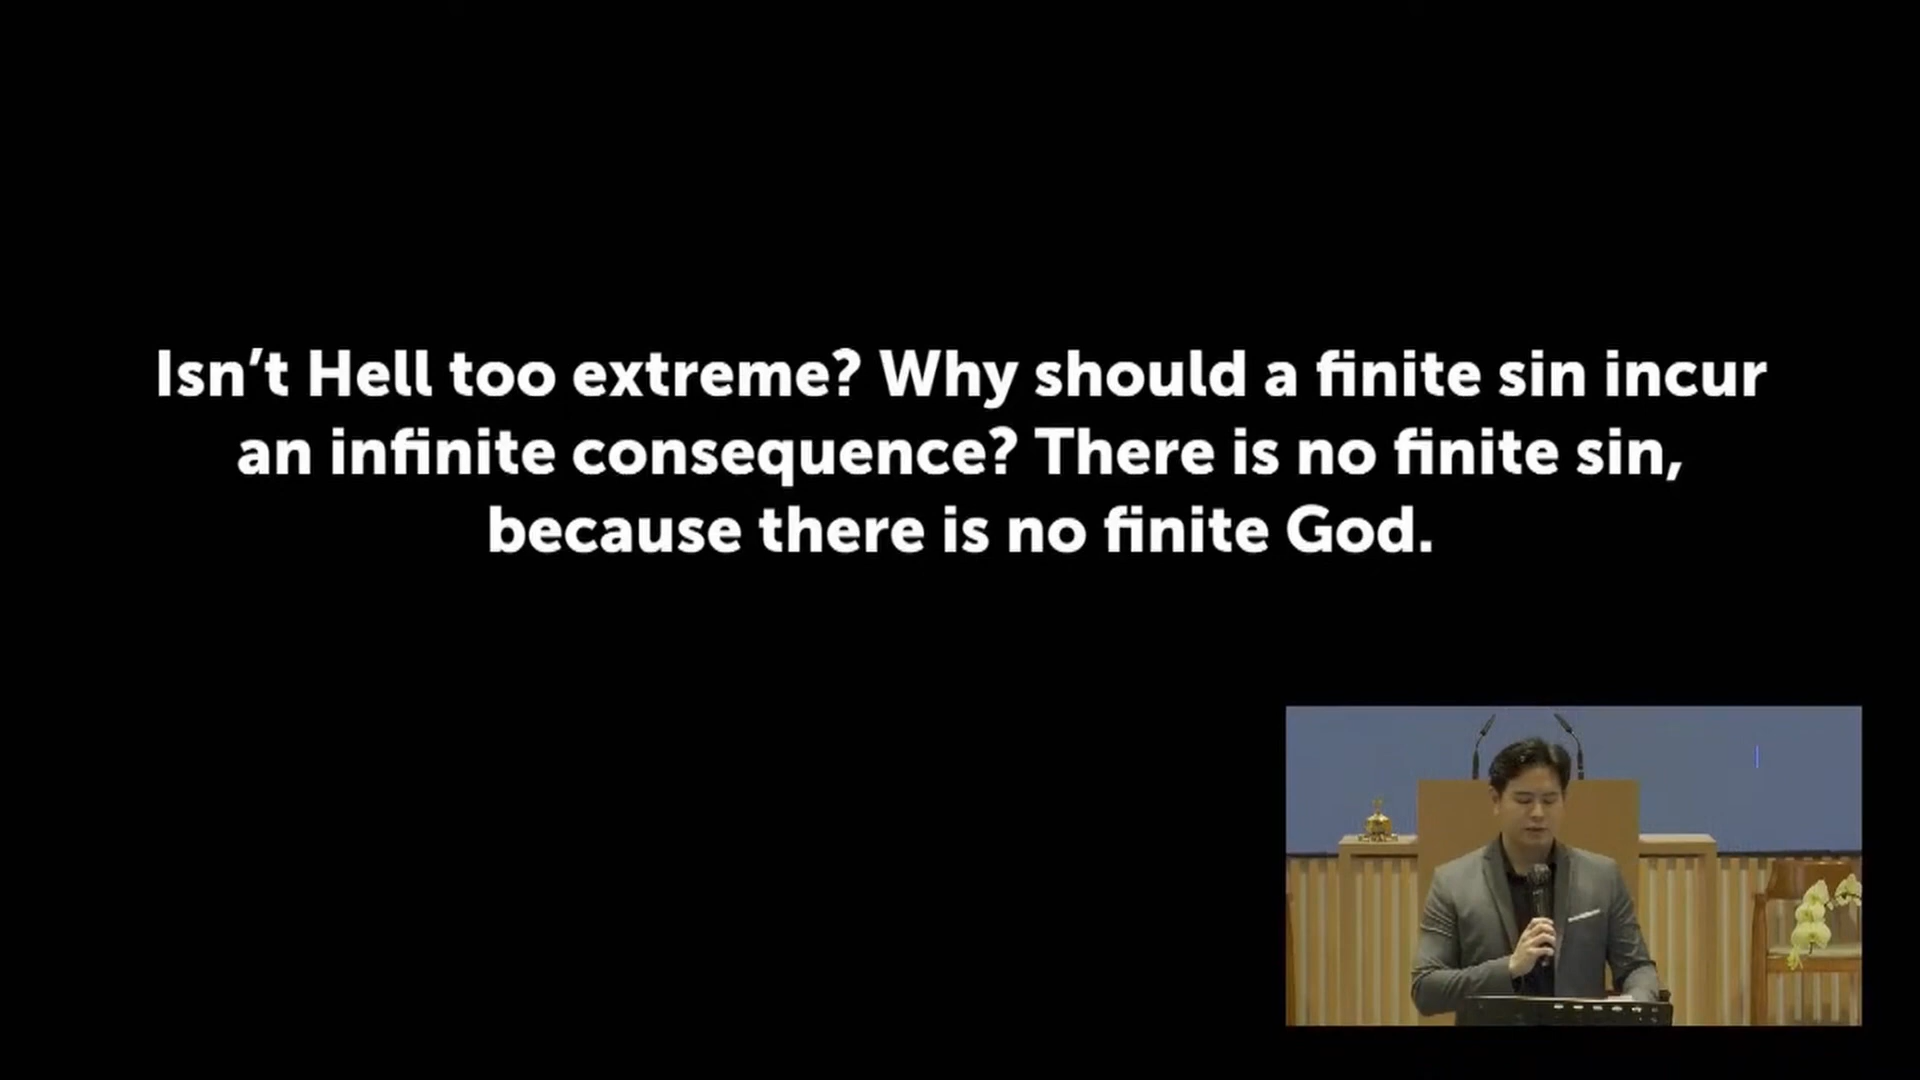 Isn’t Hell too extreme? Why should a finite sin incur
an infinite consequence? There is no finite sin,
because there is no finite God.